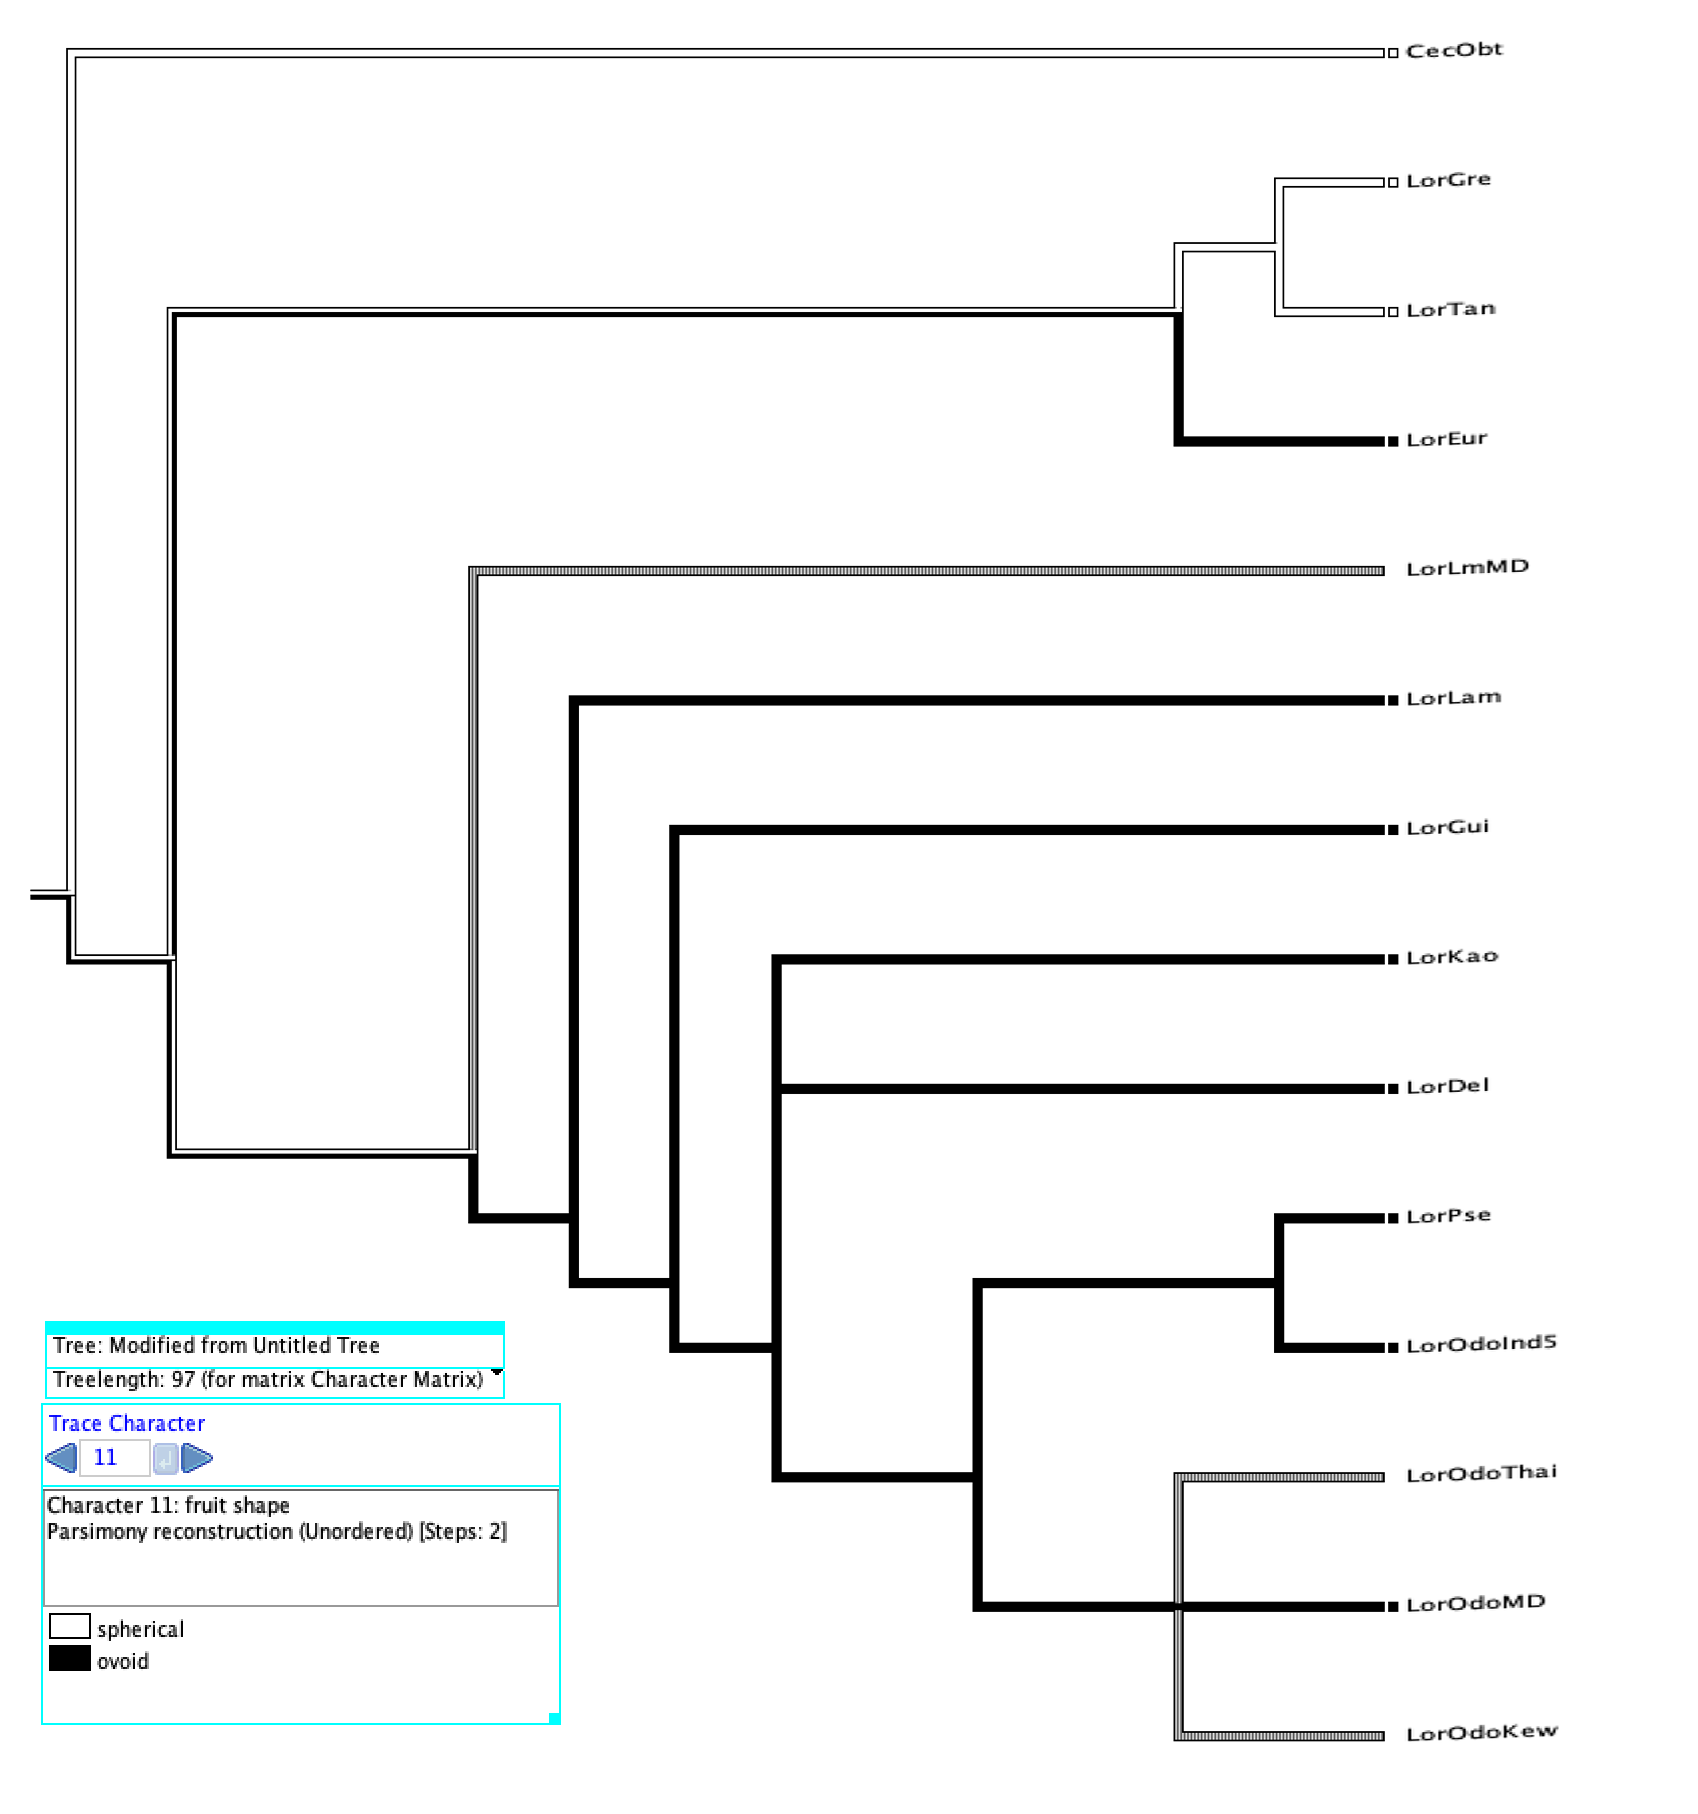 CecObt
LorGre
LorTan
LorEur
LorLmMD
LorLam
LorGui
LorKao
LorDel
LorPse
LorOdoIndS
LorOdoThai
LorOdoMD
LorOdoKew
Tree: Modified from Untitled Tree
Treelength: 97 (for matrix Character Matrix)
Trace Character
11
Character 11: fruit shape
Parsimony reconstruction (Unordered) [Steps: 2]
spherical
ovoid